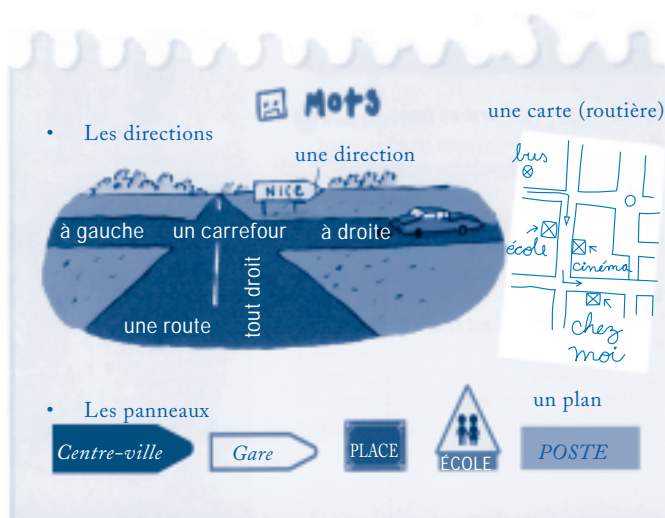 Mots
• Les directions
une direction
NICE
à gauche
un carrefour
à droite
tout droit
une route
une carte (routière)
bus
école
cinéma
chez
moi
un plan
• Les panneaux
Centre-ville
Gare
PLACE
ÉCOLE
POSTE